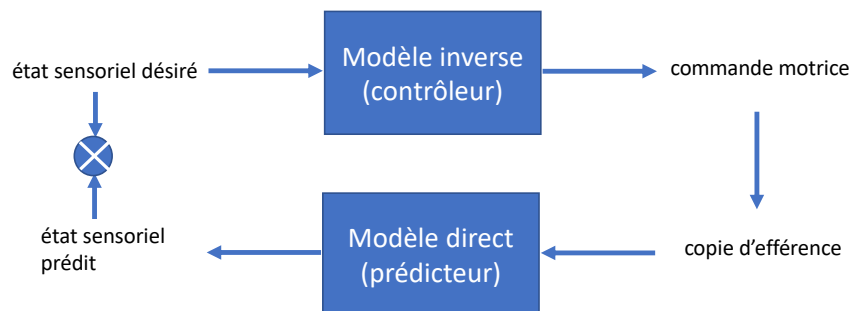 état sensoriel désiré
Modèle inverse
(contrôleur)
commande motrice
état sensoriel
prédit
Modèle direct
(prédicteur)
copie d’efférence